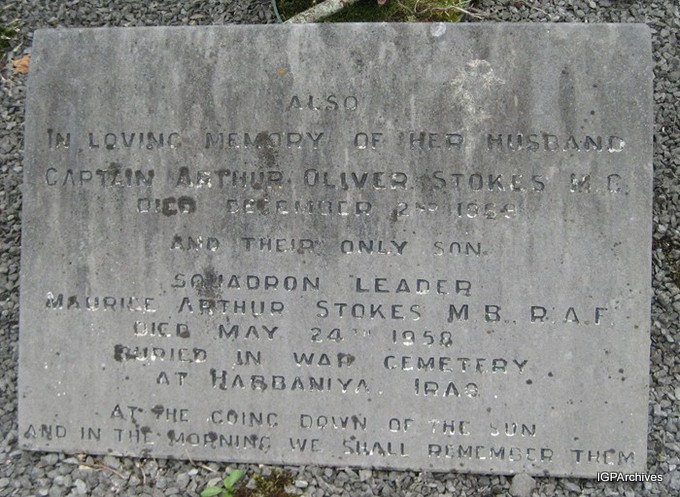 ALSO
IN LOVING MEMORY OF HER HUSBAND
CAPTAIN ARTHUR OLIVER STOKES M.C.
DIED DECEMBER 2ND
AND THEIR ONLY SON
SQUADRON LEADER
MAURICE ARTHUR STOKES M.B. R.A.F.
DIED MAY 24TH 1958
BURIED IN WAR CEMETERY
AT HABBANIYA IRAQ
AT THE GOING DOWN OF THE SUN
AND IN THE MORNING WE SHALL REMEMBER THEM
IGPArchives